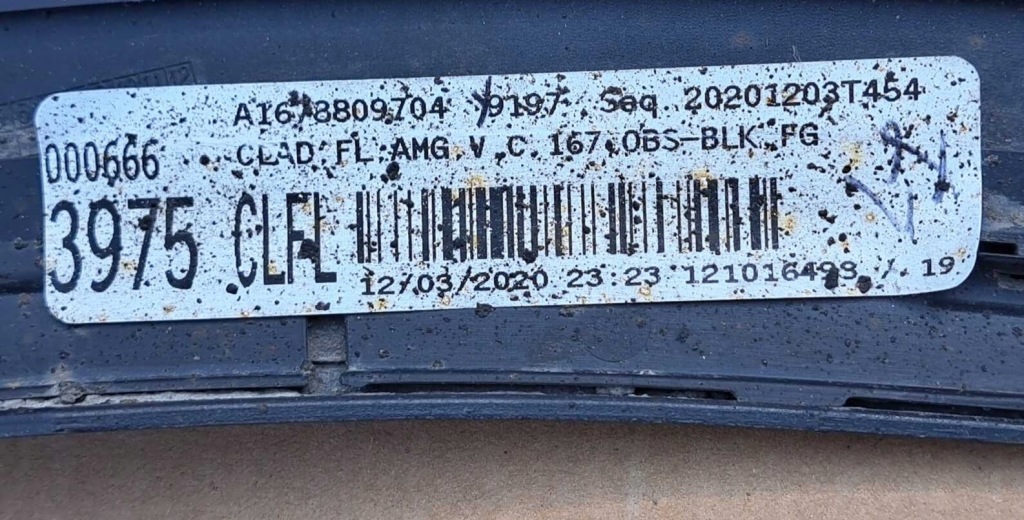 A1678809704 9197 Seq 20201203T454
000666 CLAD FL AMG V C 167 OBS-BLK FG
3975 CLFL
12/03/2020 23.23 121016493 /.19